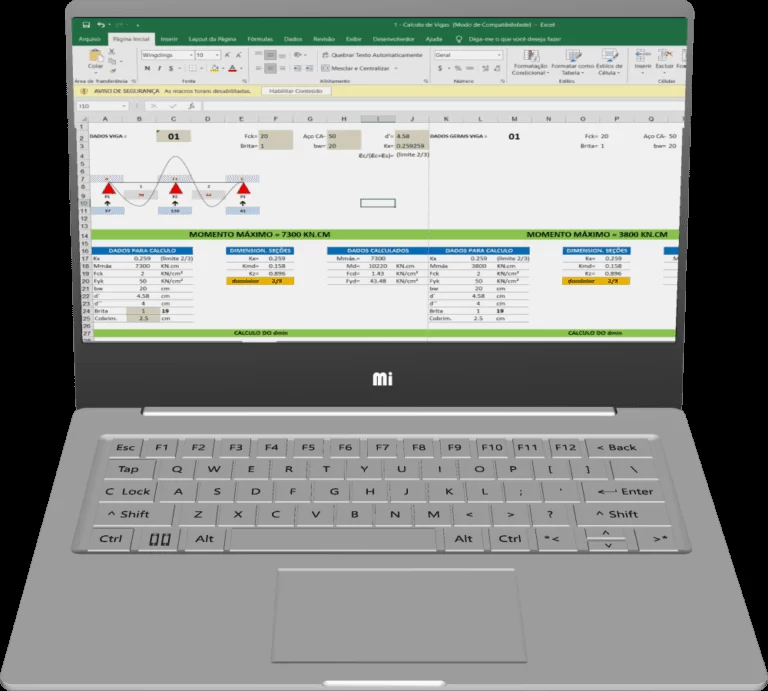 1 - Calculo de Vigas [Modo de Compatibilidade] - Excel
Arquivo Página Inicial Inserir Layout da Página Fórmulas Dados Revisão Exibir Desenvolvedor Ajuda Diga-me o que você deseja fazer
Wingdings 10 Quebrar Texto Automaticamente Geral
Colar N I S Mesclar e Centralizar Formatação Condicional Formatar como Tabela Estilos de Célula Inserir Excluir
Área de Transferência Fonte Alinhamento Número Estilos Células
AVISO DE SEGURANÇA As macros foram desabilitadas. Habilitar Conteúdo
I10 fx
A B C D E F G H I J K L M N O P Q
DADOS VIGA = 01 Fck= 20 Aço CA- 50 d'= 4.58 DADOS GERAIS VIGA = 01 Fck= 20 Aço CA- 50
Brita= 1 bw= 20 Kx= 0.259259 Brita= 1 bw= 20
(limite 2/3)
MOMENTO MÁXIMO = 7300 KN.CM MOMENTO MÁXIMO = 3800 KN.CM
DADOS PARA CALCULO DIMENSION. SEÇÕES DADOS CALCULADOS DADOS PARA CALCULO DIMENSION. SEÇÕES
Kx 0.259 (limite 2/3) Kx= 0.259 Mmáx.= 7300 Kx 0.259 (limite 2/3) Kx= 0.259
Mmáx 7300 KN.cm Kmd= 0.158 Md= 10220 KN.cm Mmáx 3800 KN.cm Kmd= 0.158
Fck 2 KN/cm² Kz= 0.896 Fcd= 1.43 KN/cm² Fck 2 KN/cm² Kz= 0.896
Fyk 50 KN/cm² dominio= 2/3 Fyd= 43.48 KN/cm² Fyk 50 KN/cm² dominio= 2/3
bw 20 cm bw 20 cm
d' 4.58 cm d' 4.58 cm
d'' 4 cm d'' 4 cm
Brita 1 19 Brita 1 19
Cobrim. 2.5 cm Cobrim. 2.5 cm
CALCULO DO dmin CALCULO DO dmin
mi
Esc F1 F2 F3 F4 F5 F6 F7 F8 F9 F10 F11 F12 < Back
Tap Q W E R T Y U I O P [ ] \
C Lock A S D F G H J K L ; ' Enter
^ Shift Z X C V B N M < > ? ^ Shift
Ctrl Alt Alt Ctrl *< ^ >*